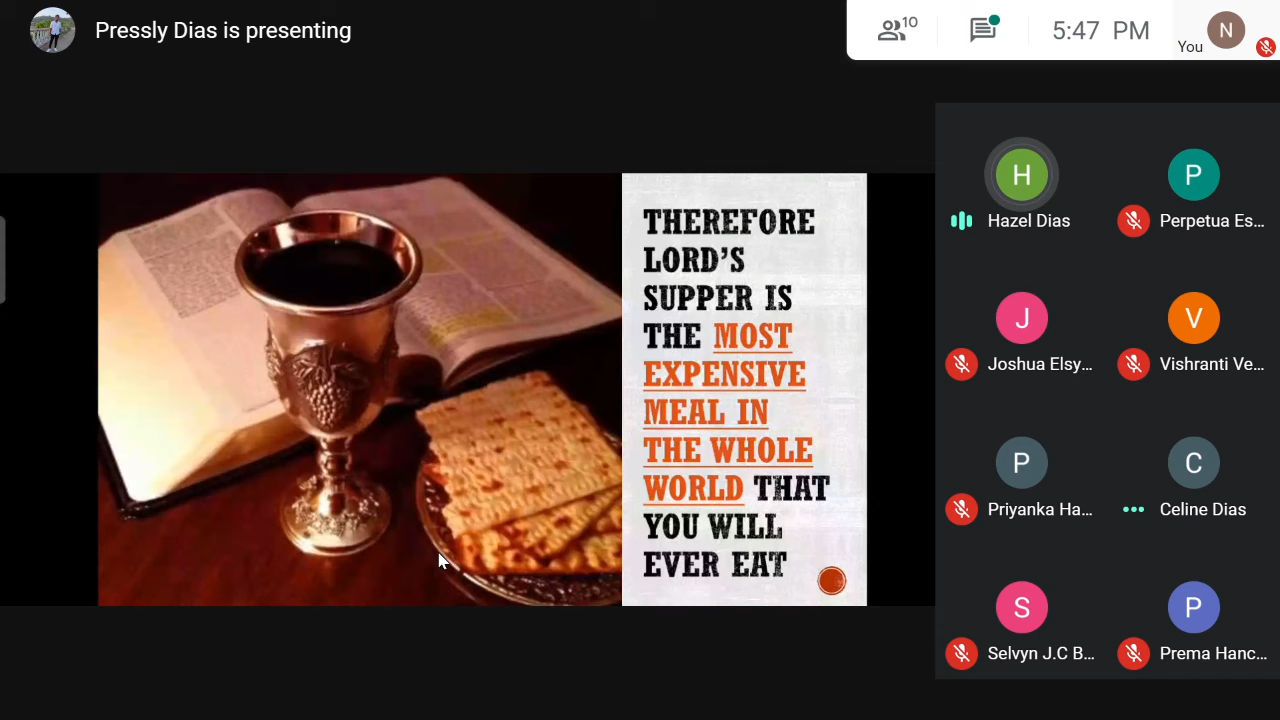 Pressly Dias is presenting
10
5:47 PM
You
N
THEREFORE
LORD'S
SUPPER IS
THE MOST
EXPENSIVE
MEAL IN
THE WHOLE
WORLD THAT
YOU WILL
EVER EAT
H
Hazel Dias
P
Perpetua Es...
J
Joshua Elsy...
V
Vishranti Ve...
P
Priyanka Ha...
C
Celine Dias
S
Selvyn J.C B...
P
Prema Hanc...